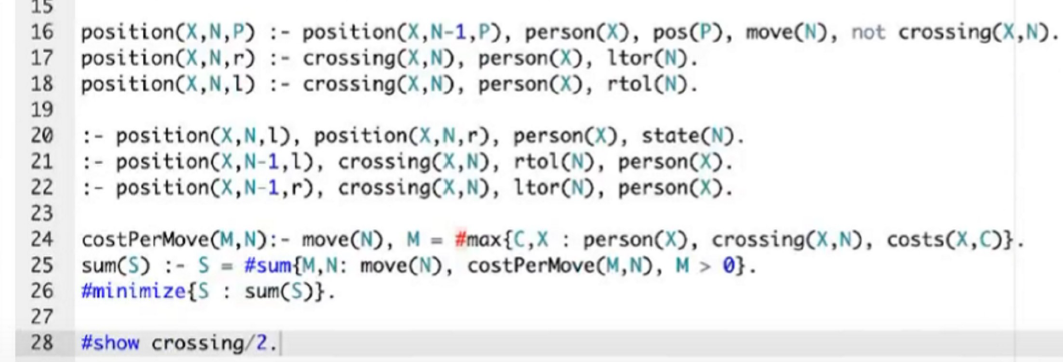 15
16 position(X,N,P) :- position(X,N-1,P), person(X), pos(P), move(N), not crossing(X,N).
17 position(X,N,r) :- crossing(X,N), person(X), ltor(N).
18 position(X,N,l) :- crossing(X,N), person(X), rtol(N).
19
20 :- position(X,N,l), position(X,N,r), person(X), state(N).
21 :- position(X,N-1,l), crossing(X,N), rtol(N), person(X).
22 :- position(X,N-1,r), crossing(X,N), ltor(N), person(X).
23
24 costPerMove(M,N):- move(N), M = #max{C,X : person(X), crossing(X,N), costs(X,C)}.
25 sum(S) :- S = #sum{M,N: move(N), costPerMove(M,N), M > 0}.
26 #minimize{S : sum(S)}.
27
28 #show crossing/2.